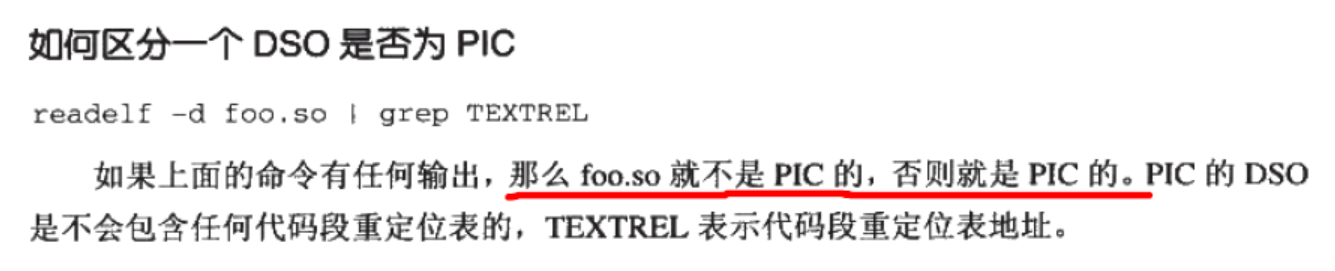 如何区分一个 DSO 是否为 PIC
readelf -d foo.so | grep TEXTREL
如果上面的命令有任何输出，那么 foo.so 就不是 PIC 的，否则就是 PIC 的。PIC 的 DSO
是不会包含任何代码段重定位表的，TEXTREL 表示代码段重定位表地址。